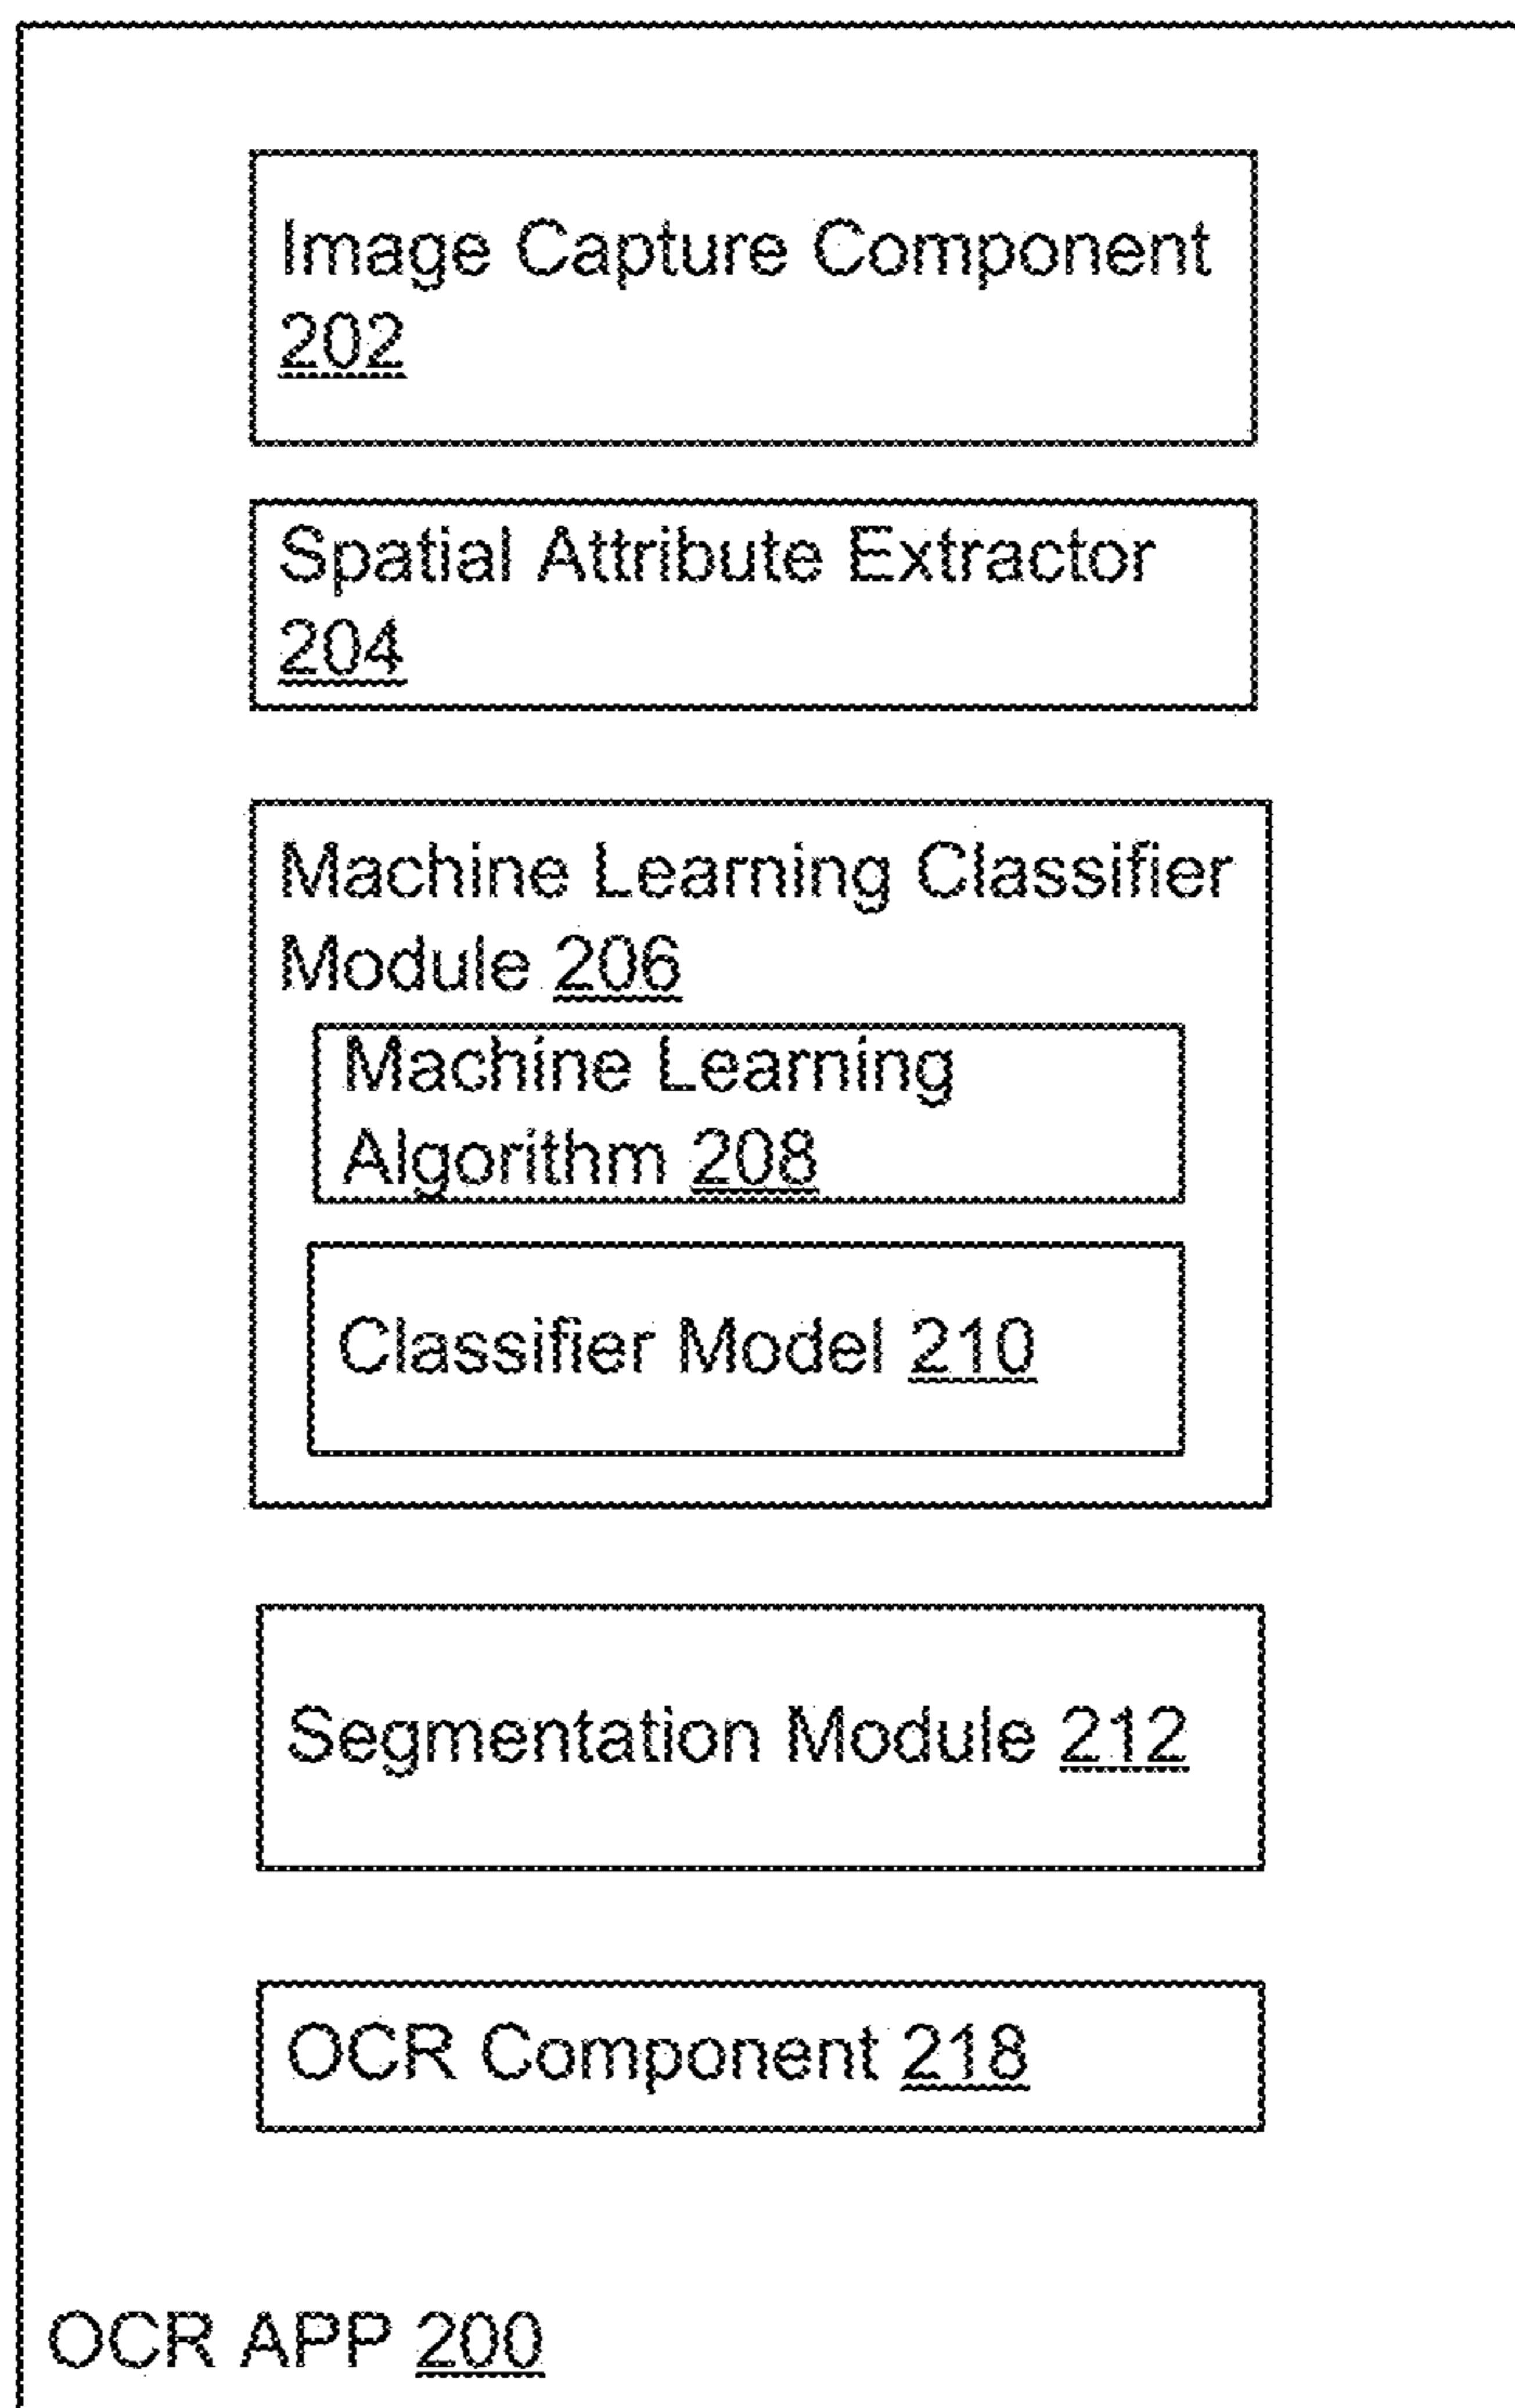 Image Capture Component
202
Spatial Attribute Extractor
204
Machine Learning Classifier
Module 206
Machine Learning
Algorithm 208
Classifier Model 210
Segmentation Module 212
OCR Component 218
OCR APP 200